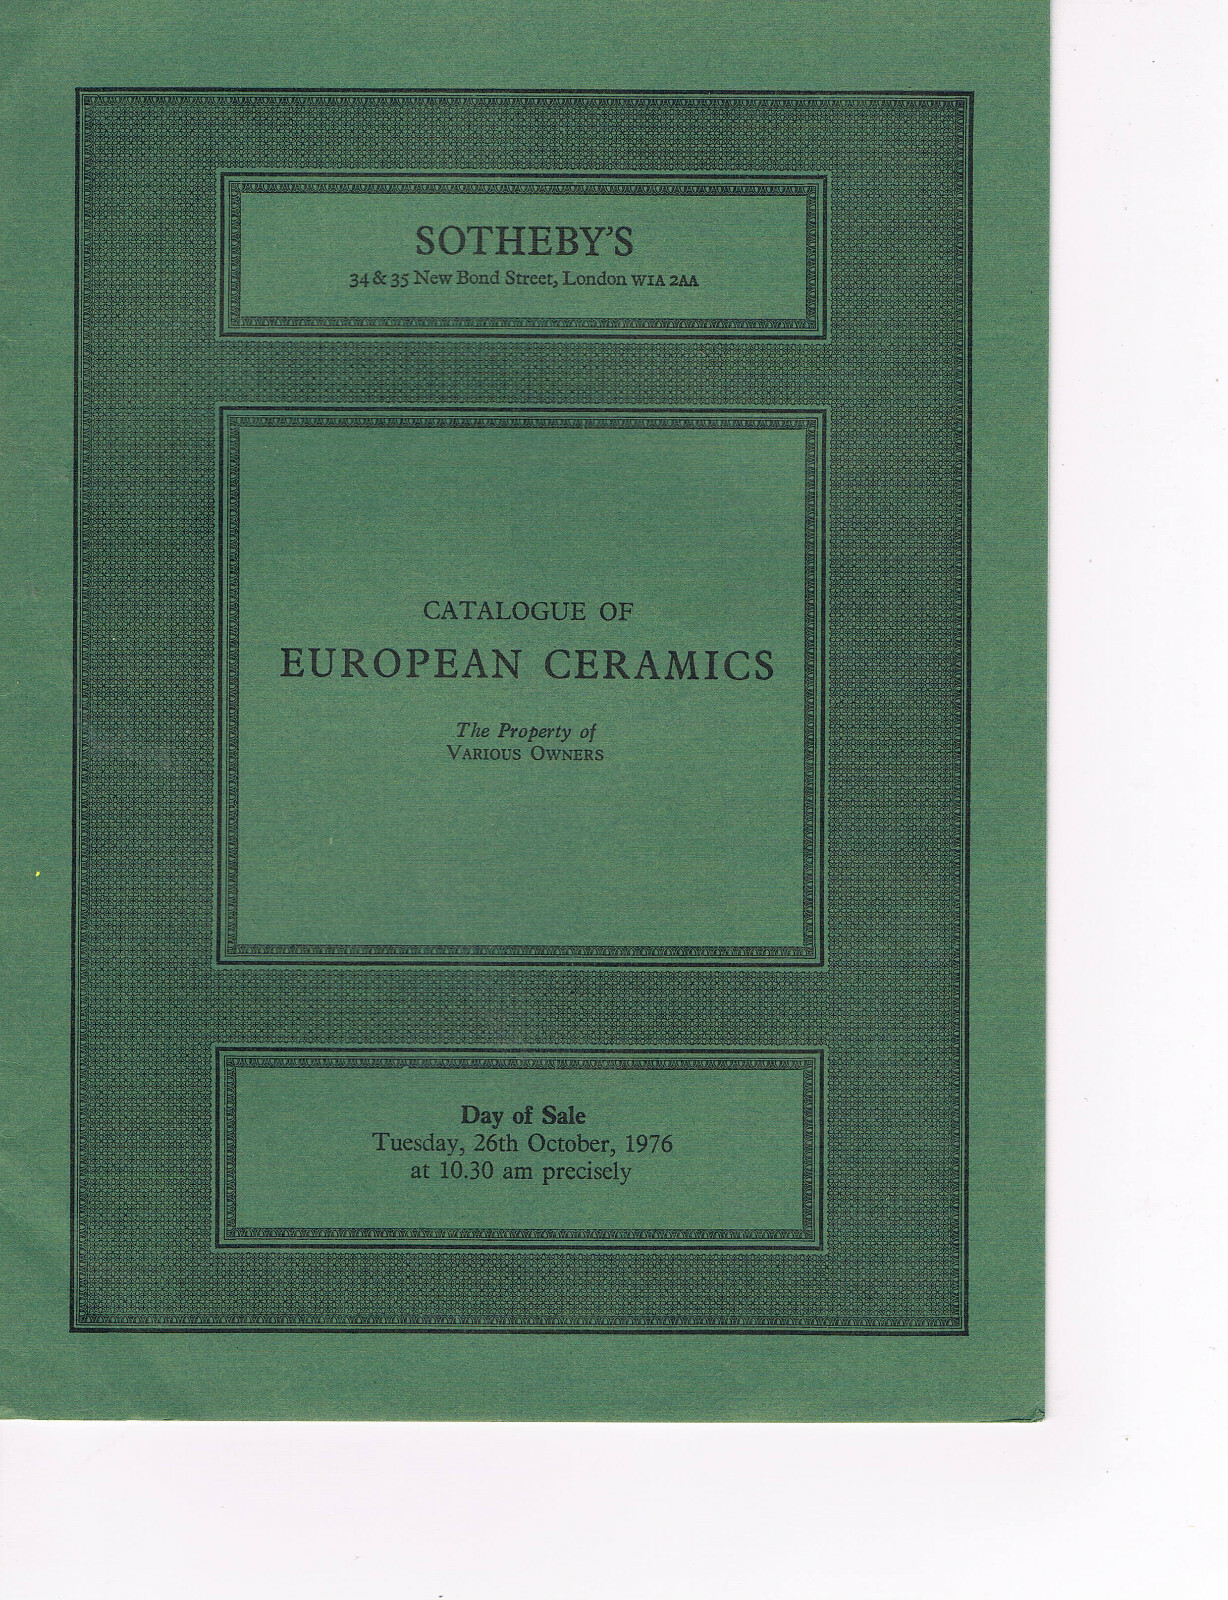 SOTHEBY'S
34 & 35 New Bond Street, London W1A 2AA
CATALOGUE OF
EUROPEAN CERAMICS
The Property of
VARIOUS OWNERS
Day of Sale
Tuesday, 26th October, 1976
at 10.30 am precisely